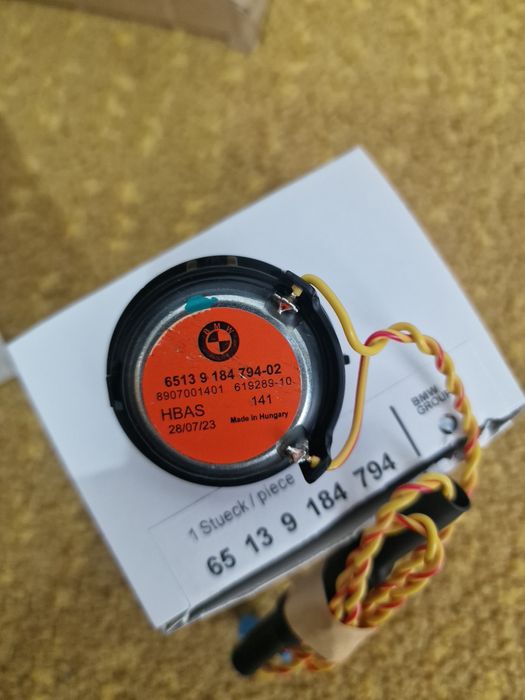 BMW
6513 9 184 794-02
8907001401 619289-10
HBAS 141
28/07/23 Made in Hungary
1 Stueck / piece
65 13 9 184 794
BMW
GROUP